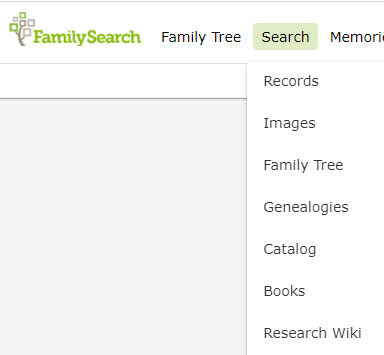 FamilySearch Family Tree Search
Records
Images
Family Tree
Genealogies
Catalog
Books
Research Wiki